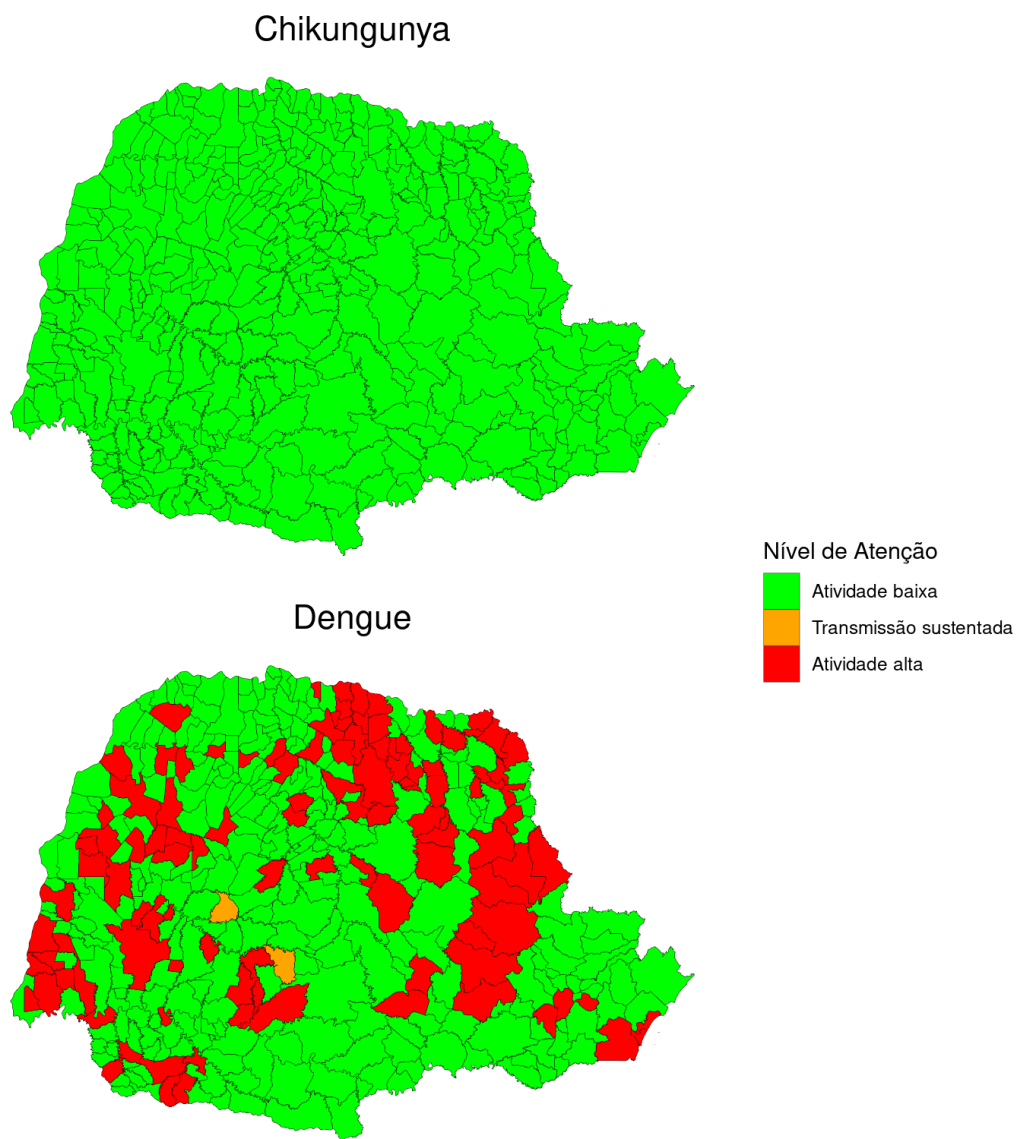 Chikungunya
Nível de Atenção
Atividade baixa
Transmissão sustentada
Atividade alta
Dengue